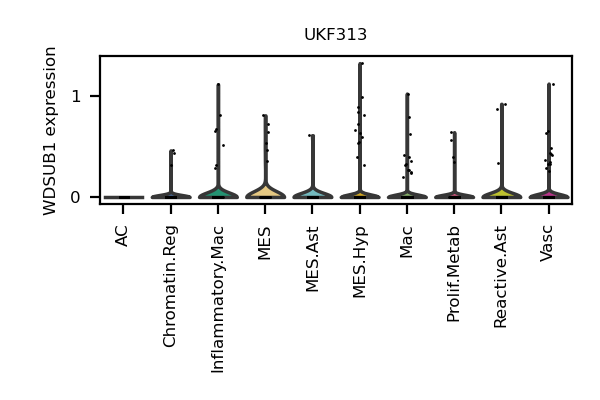 UKF313
WDSUB1 expression
1
0
AC
Chromatin.Reg
Inflammatory.Mac
MES
MES.Ast
MES.Hyp
Mac
Prolif.Metab
Reactive.Ast
Vasc